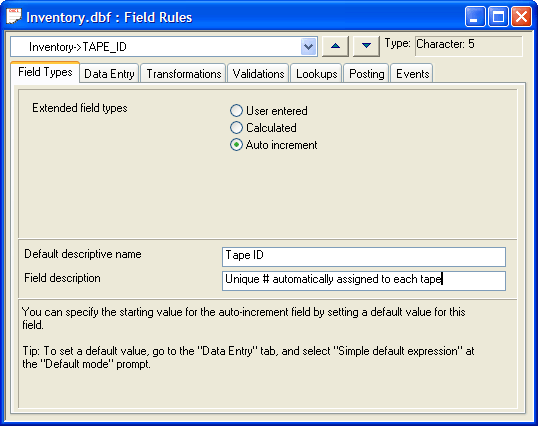 Inventory.dbf : Field Rules
Inventory->TAPE_ID
Type: Character: 5
Field Types Data Entry Transformations Validations Lookups Posting Events
Extended field types
User entered
Calculated
Auto increment
Default descriptive name Tape ID
Field description Unique # automatically assigned to each tape
You can specify the starting value for the auto-increment field by setting a default value for this
field.
Tip: To set a default value, go to the "Data Entry" tab, and select "Simple default expression" at
the "Default mode" prompt.